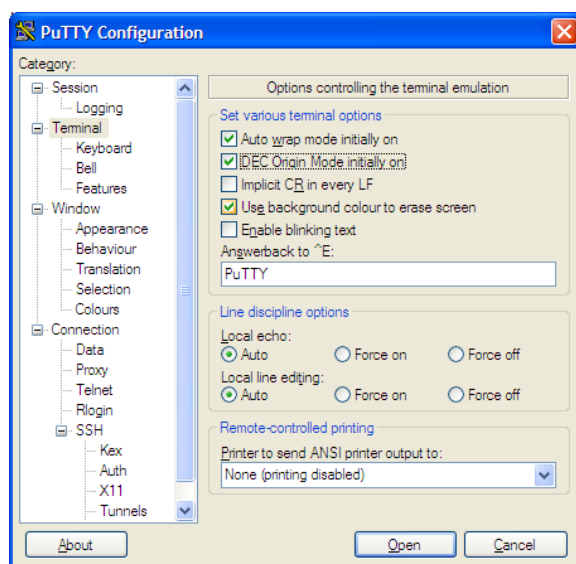 PuTTY Configuration
Category:
Session
Logging
Terminal
Keyboard
Bell
Features
Window
Appearance
Behaviour
Translation
Selection
Colours
Connection
Data
Proxy
Telnet
Rlogin
SSH
Kex
Auth
X11
Tunnels
Options controlling the terminal emulation
Set various terminal options
Auto wrap mode initially on
DEC Origin Mode initially on
Implicit CR in every LF
Use background colour to erase screen
Enable blinking text
Answerback to ^E:
PuTTY
Line discipline options
Local echo:
Auto Force on Force off
Local line editing:
Auto Force on Force off
Remote-controlled printing
Printer to send ANSI printer output to:
None (printing disabled)
About Open Cancel